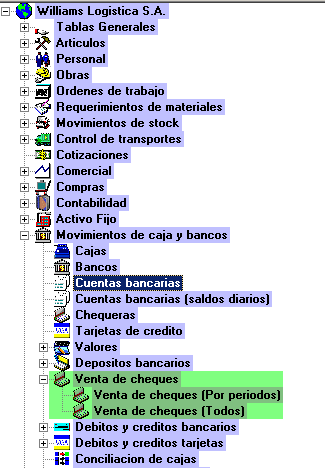 Williams Logistica S.A.
Tablas Generales
Articulos
Personal
Obras
Ordenes de trabajo
Requerimientos de materiales
Movimientos de stock
Control de transportes
Cotizaciones
Comercial
Compras
Contabilidad
Activo Fijo
Movimientos de caja y bancos
Cajas
Bancos
Cuentas bancarias
Cuentas bancarias (saldos diarios)
Chequeras
Tarjetas de credito
Valores
Depositos bancarios
Venta de cheques
Venta de cheques (Por periodos)
Venta de cheques (Todos)
Debitos y creditos bancarios
Debitos y creditos tarjetas
Conciliacion de cajas